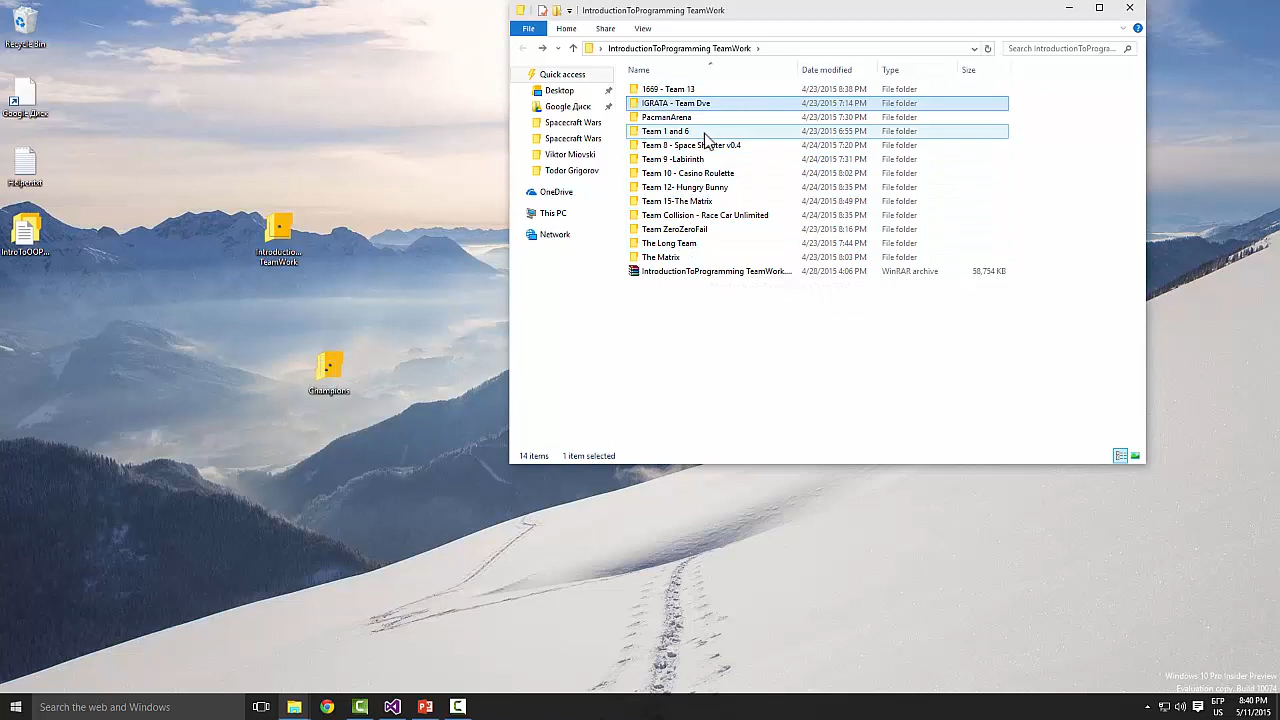 Recycle Bin
Google Диск
Helperted
IntroToOOP...
Introduction...
TeamWork
Champions
IntroductionToProgramming TeamWork
File Home Share View
IntroductionToProgramming TeamWork
Search IntroductionToProgra...
Quick access
Desktop
Google Диск
Spacecraft Wars
Spacecraft Wars
Viktor Miovski
Todor Grigorov
OneDrive
This PC
Network
Name Date modified Type Size
1669 - Team 13 4/23/2015 8:38 PM File folder
IGRATA - Team Dve 4/23/2015 7:14 PM File folder
PacmanArena 4/23/2015 7:30 PM File folder
Team 1 and 6 4/23/2015 6:55 PM File folder
Team 8 - Space Shooter v0.4 4/24/2015 7:20 PM File folder
Team 9 -Labirinth 4/24/2015 7:31 PM File folder
Team 10 - Casino Roulette 4/24/2015 8:02 PM File folder
Team 12- Hungry Bunny 4/24/2015 8:35 PM File folder
Team 15-The Matrix 4/24/2015 8:49 PM File folder
Team Collision - Race Car Unlimited 4/24/2015 8:35 PM File folder
Team ZeroZeroFail 4/24/2015 8:16 PM File folder
The Long Team 4/23/2015 7:44 PM File folder
The Matrix 4/23/2015 8:03 PM File folder
IntroductionToProgramming TeamWork.... 4/28/2015 4:06 PM WinRAR archive 58,754 KB
14 items 1 item selected
Windows 10 Pro Insider Preview
Evaluation copy. Build 10074
Search the web and Windows
БГР 8:40 PM
US 5/11/2015